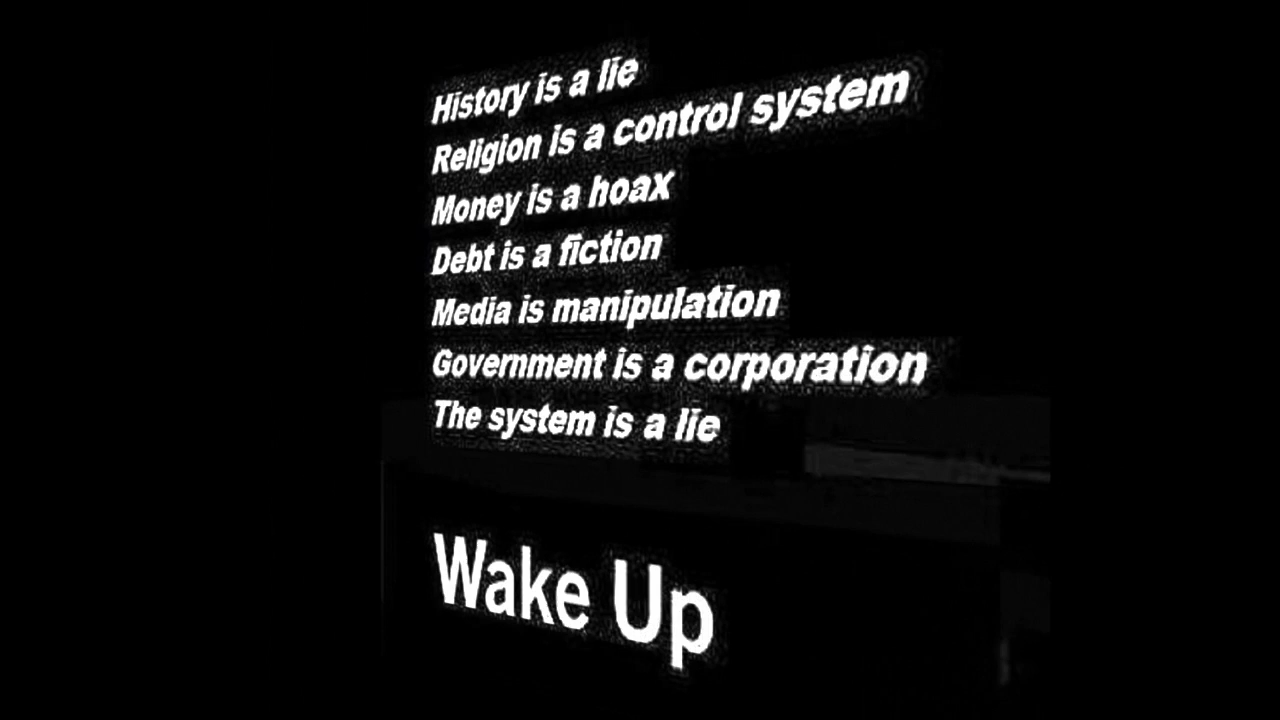 History is a lie
Religion is a control system
Money is a hoax
Debt is a fiction
Media is manipulation
Government is a corporation
The system is a lie
Wake Up